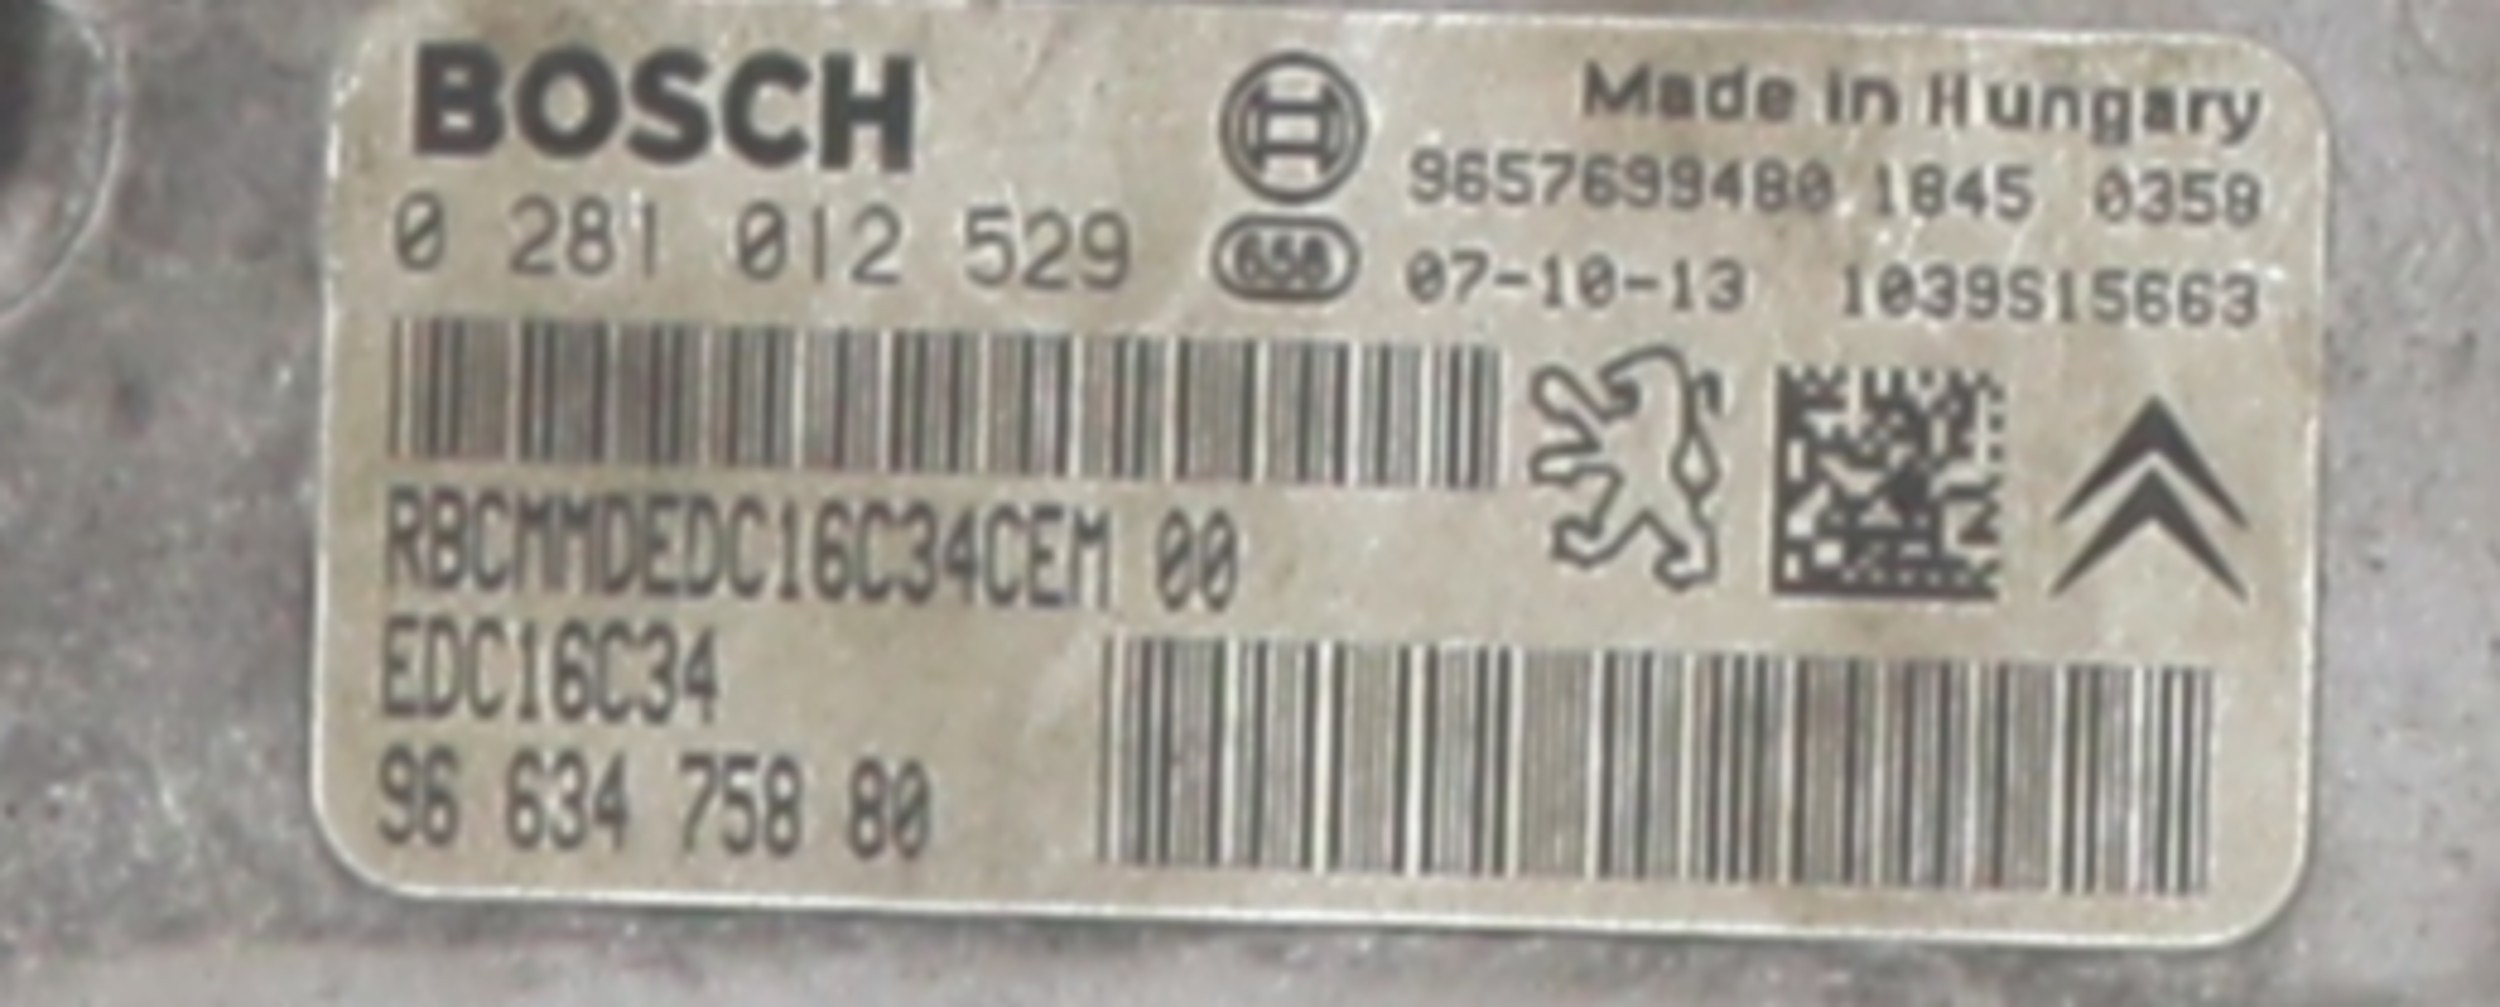 BOSCH
Made in Hungary
0 281 012 529
658
9657699480 1845 0358
07-10-13 1039S15663
RBCMMDEDC16C34CEM 00
EDC16C34
96 634 758 80